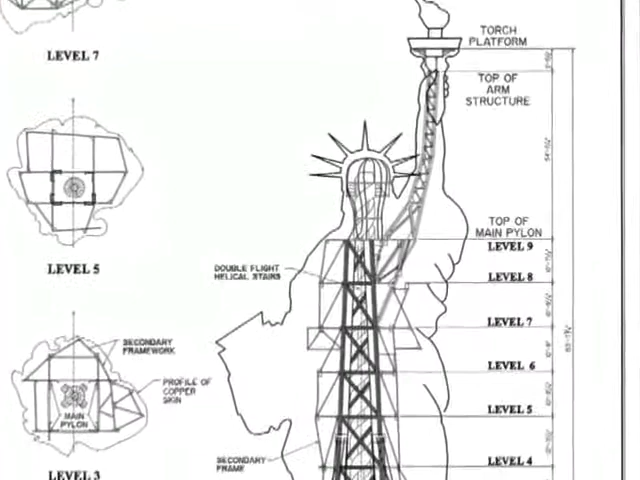 LEVEL 7
LEVEL 5
SECONDARY
FRAMEWORK
PROFILE OF
COPPER
SKIN
MAIN
PYLON
LEVEL 3
TORCH
PLATFORM
TOP OF
ARM
STRUCTURE
TOP OF
MAIN PYLON
LEVEL 9
DOUBLE FLIGHT
HELICAL STAIRS
LEVEL 8
LEVEL 7
LEVEL 6
LEVEL 5
SECONDARY
FRAME
LEVEL 4